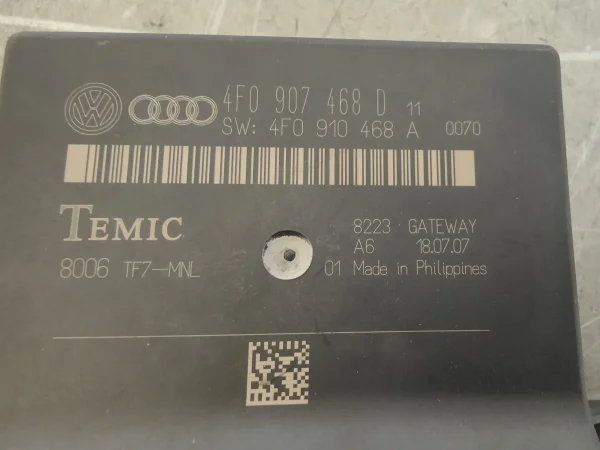 4F0 907 468 D 11
SW: 4F0 910 468 A 0070
TEMIC
8223 GATEWAY
A6 18.07.07
8006 TF7-MNL
01 Made in Philippines